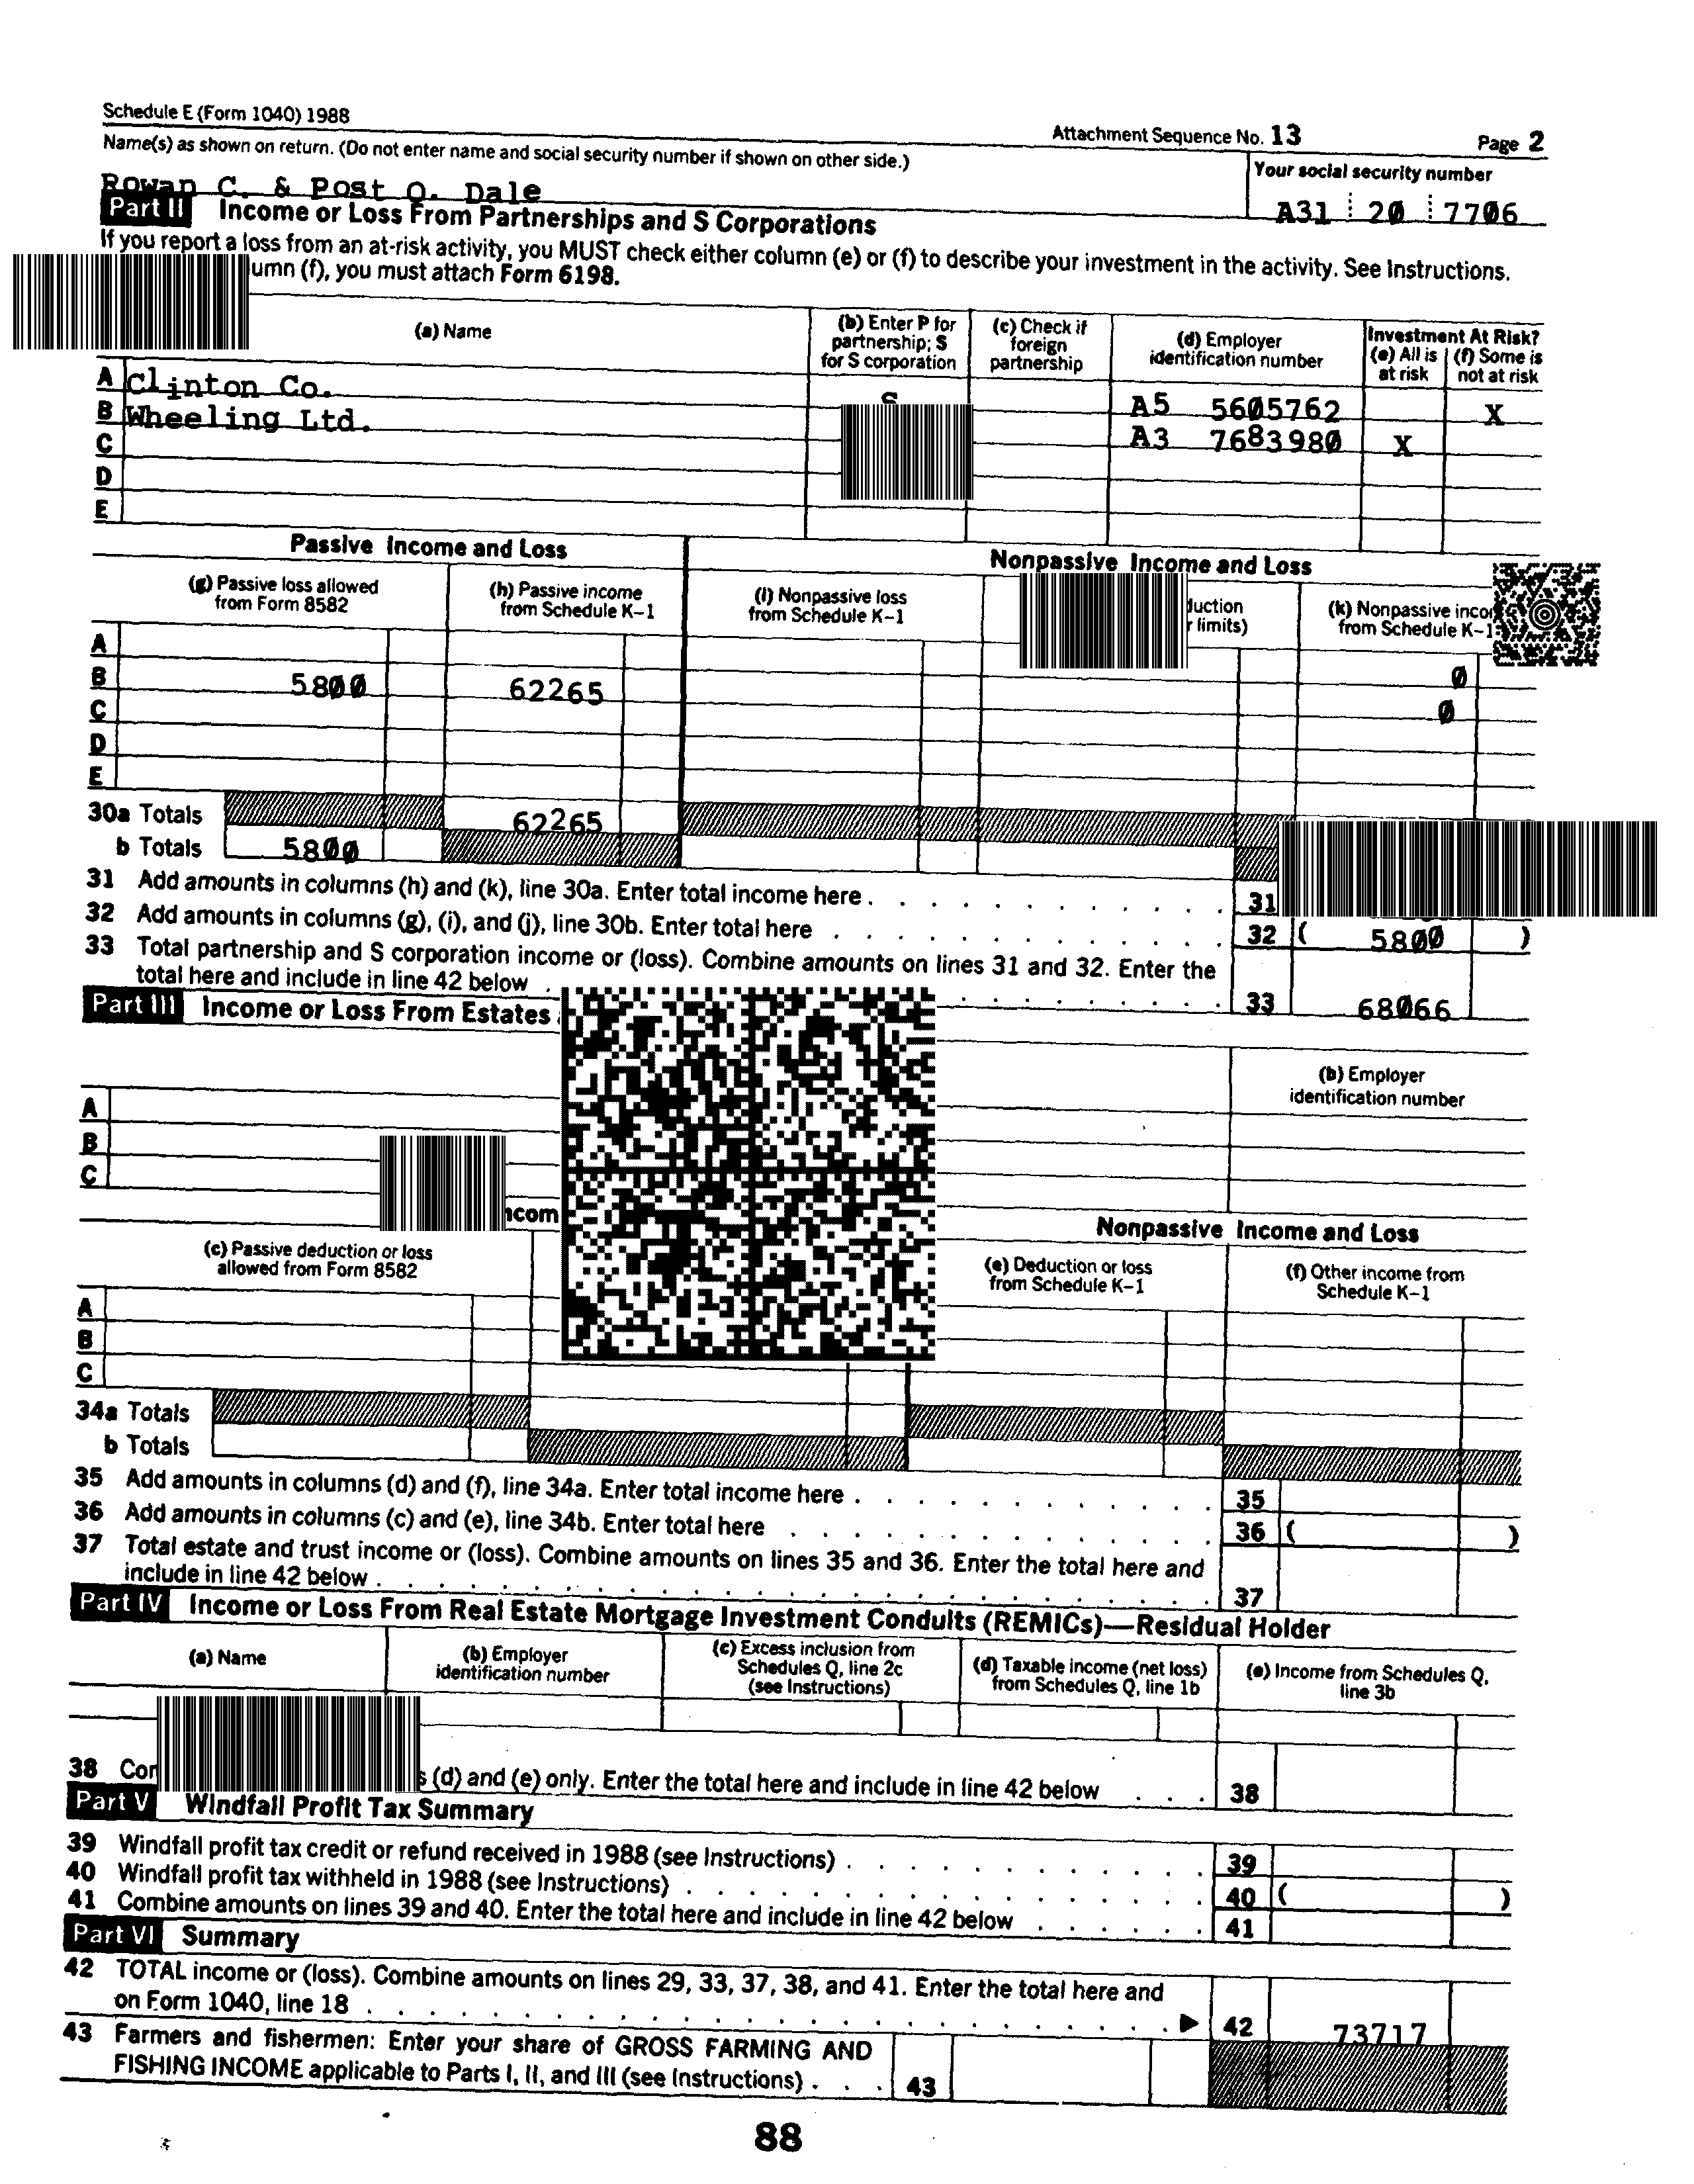 Schedule E (Form 1040) 1988
Attachment Sequence No. 13
Page 2
Name(s) as shown on return. (Do not enter name and social security number if shown on other side.)
Your social security number
Rowan C. & Post O. Dale
A31 20 7706
Part II Income or Loss From Partnerships and S Corporations
If you report a loss from an at-risk activity, you MUST check either column (e) or (f) to describe your investment in the activity. See Instructions.
(f), you must attach Form 6198.
(a) Name
(b) Enter P for partnership; S for S corporation
(c) Check if foreign partnership
(d) Employer identification number
Investment At Risk?
(e) All is at risk
(f) Some is not at risk
A Clinton Co. S A5 5605762 X
B Wheeling Ltd. A3 7683980 X
C
D
E
Passive Income and Loss
Nonpassive Income and Loss
(g) Passive loss allowed from Form 8582
(h) Passive income from Schedule K-1
(i) Nonpassive loss from Schedule K-1
limits)
(k) Nonpassive from Schedule K-1
A 0
B 5800 62265 0
C
D
E
30a Totals 62265
b Totals 5800
31 Add amounts in columns (h) and (k), line 30a. Enter total income here . 31
32 Add amounts in columns (g), (i), and (j), line 30b. Enter total here 32 ( 5800 )
33 Total partnership and S corporation income or (loss). Combine amounts on lines 31 and 32. Enter the
total here and include in line 42 below . 33 68066
Part III Income or Loss From Estates
(b) Employer identification number
A
B
C
Nonpassive Income and Loss
(c) Passive deduction or loss allowed from Form 8582
(e) Deduction or loss from Schedule K-1
(f) Other income from Schedule K-1
A
B
C
34a Totals
b Totals
35 Add amounts in columns (d) and (f), line 34a. Enter total income here . 35
36 Add amounts in columns (c) and (e), line 34b. Enter total here 36 ( )
37 Total estate and trust income or (loss). Combine amounts on lines 35 and 36. Enter the total here and
include in line 42 below . 37
Part IV Income or Loss From Real Estate Mortgage Investment Conduits (REMICs)—Residual Holder
(a) Name
(b) Employer identification number
(c) Excess inclusion from Schedules Q, line 2c (see Instructions)
(d) Taxable income (net loss) from Schedules Q, line 1b
(e) Income from Schedules Q, line 3b
38 (d) and (e) only. Enter the total here and include in line 42 below 38
Part V Windfall Profit Tax Summary
39 Windfall profit tax credit or refund received in 1988 (see Instructions) . 39
40 Windfall profit tax withheld in 1988 (see Instructions) 40 ( )
41 Combine amounts on lines 39 and 40. Enter the total here and include in line 42 below 41
Part VI Summary
42 TOTAL income or (loss). Combine amounts on lines 29, 33, 37, 38, and 41. Enter the total here and
on Form 1040, line 18 . ▶ 42 73717
43 Farmers and fishermen: Enter your share of GROSS FARMING AND
FISHING INCOME applicable to Parts I, II, and III (see Instructions) . 43
88